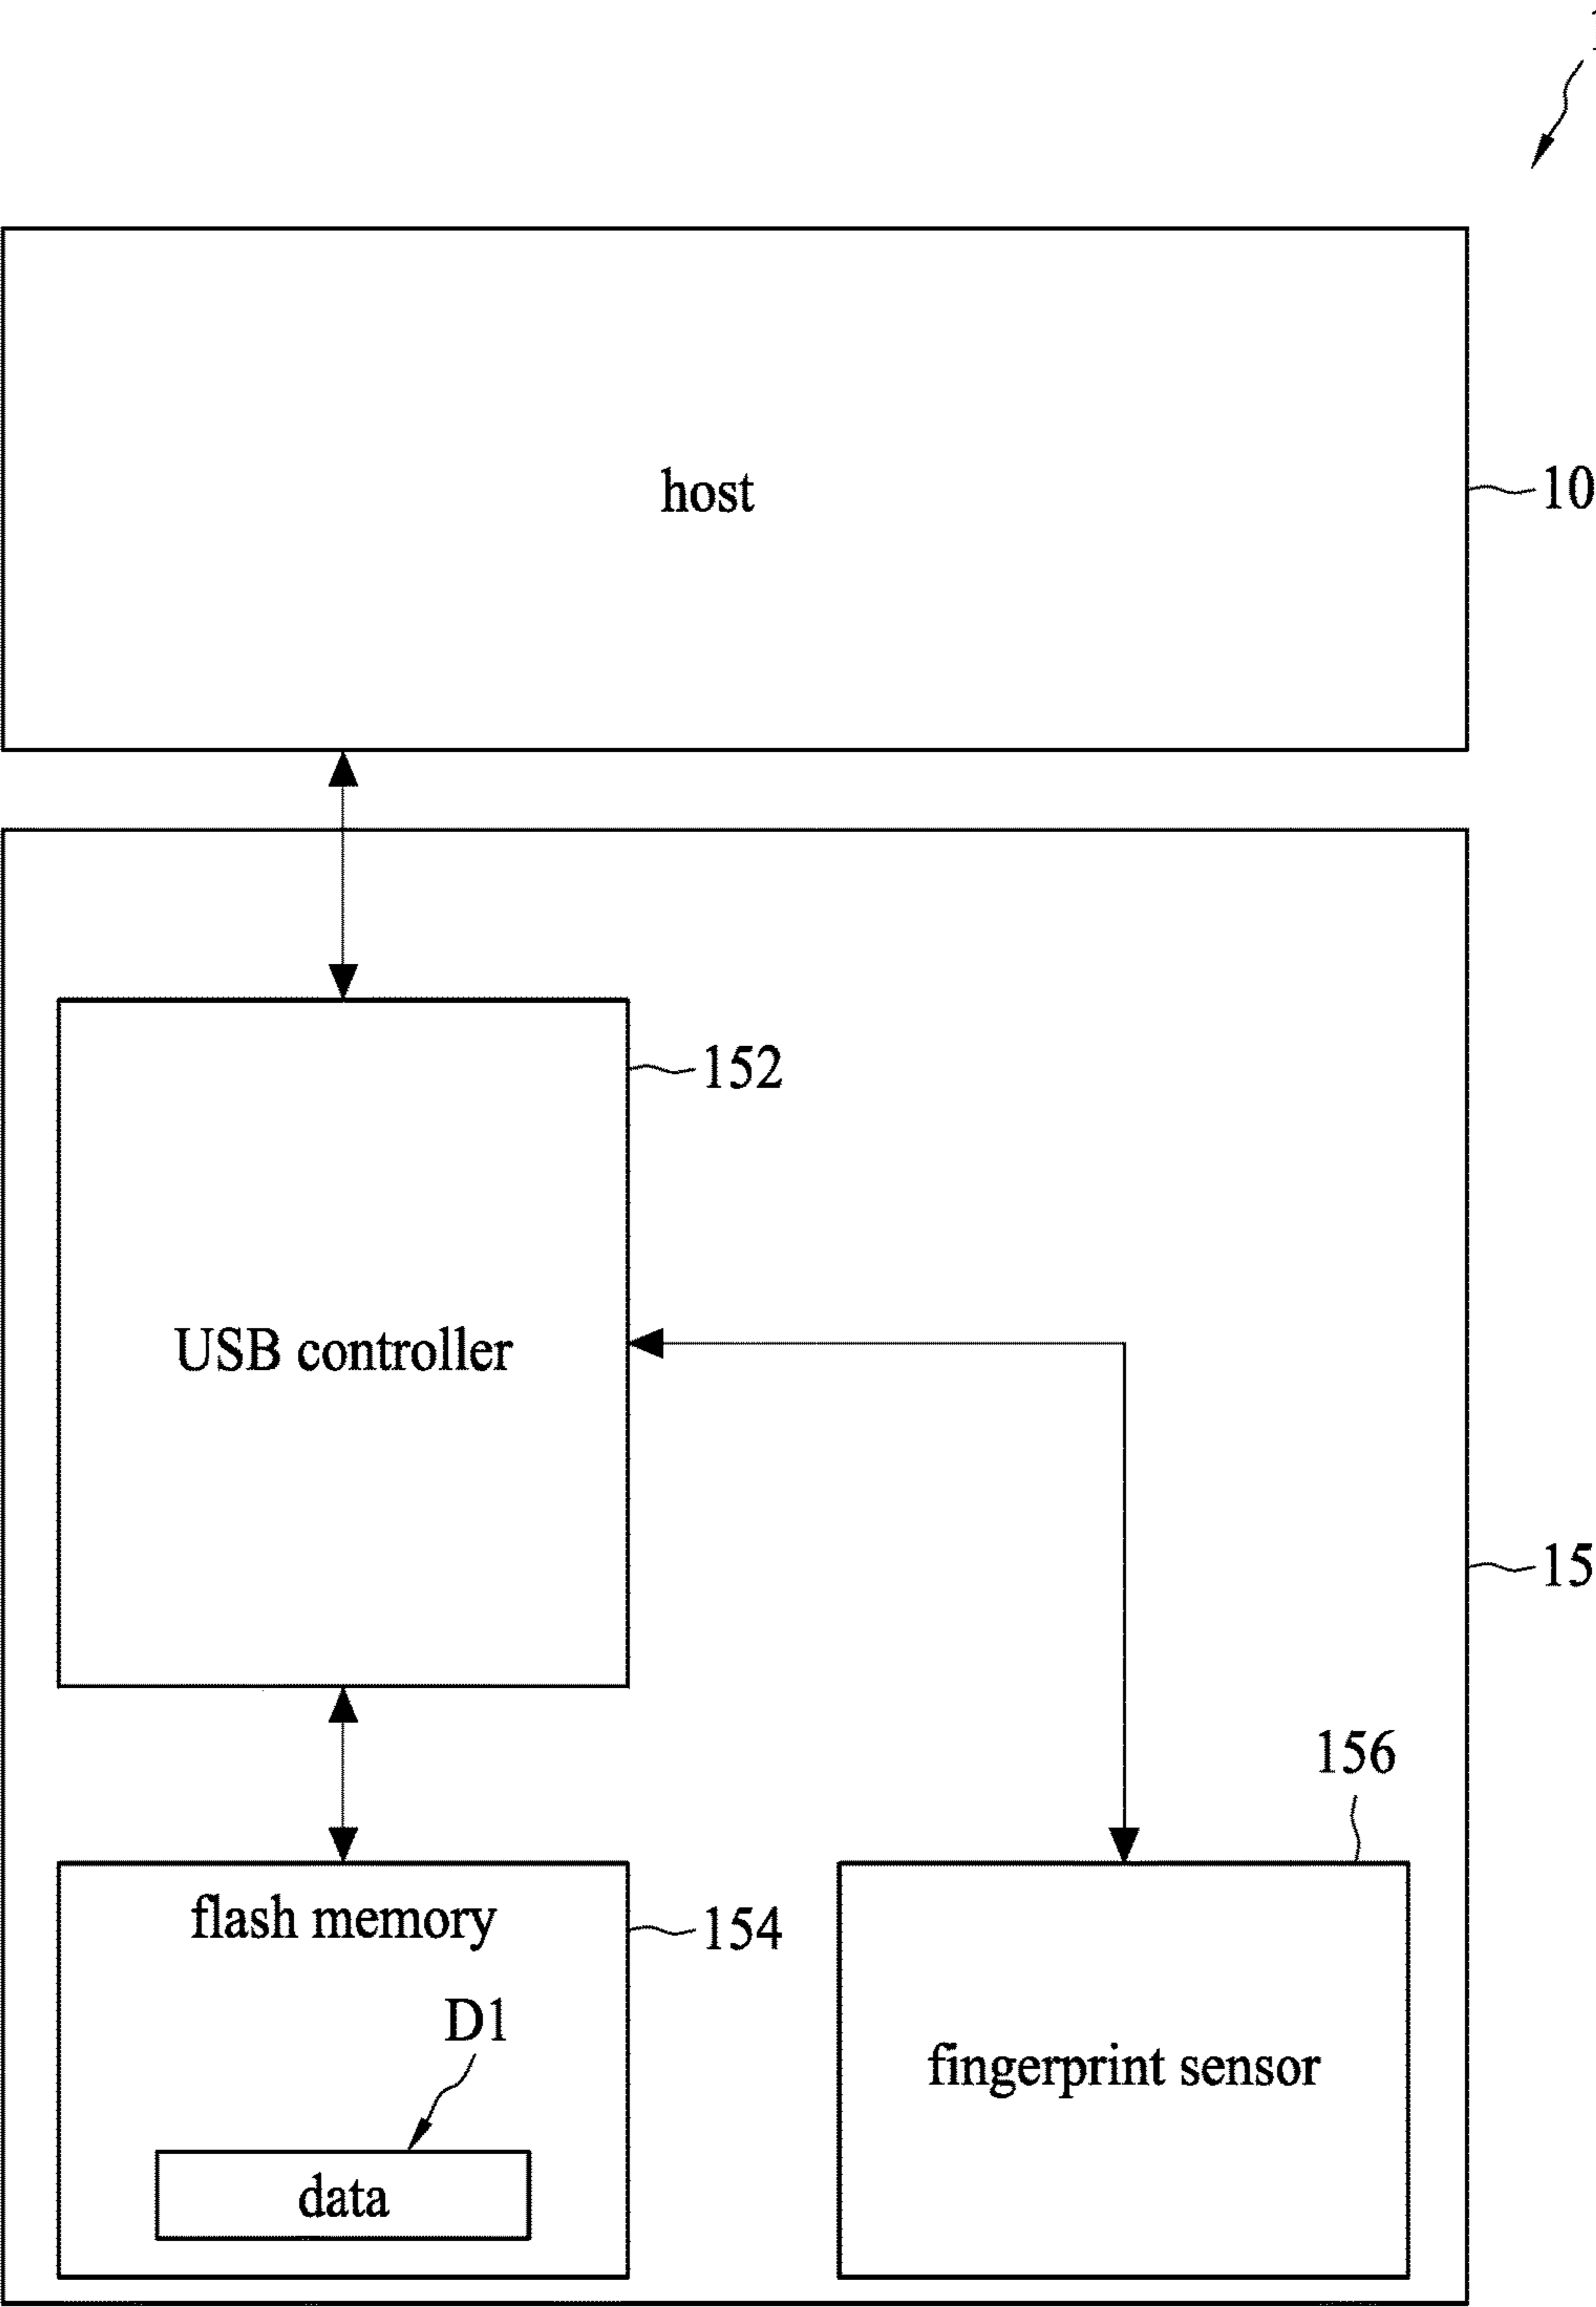 host
10
152
USB controller
15
156
flash memory
154
D1
fingerprint sensor
data